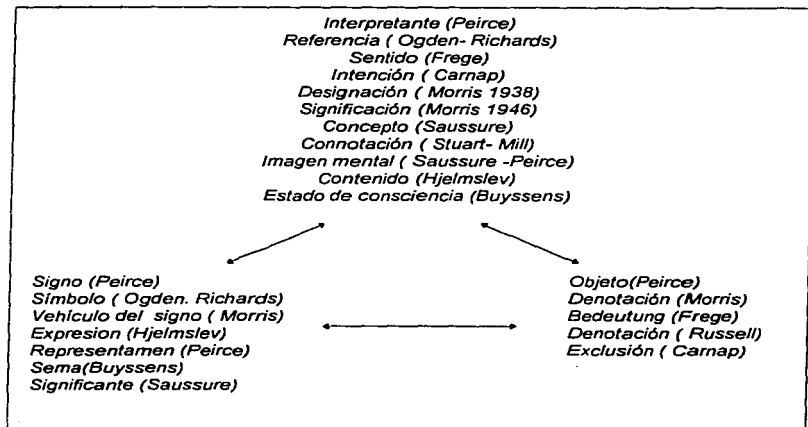 Interpretante (Peirce)
Referencia ( Ogden- Richards)
Sentido (Frege)
Intención ( Carnap)
Designación ( Morris 1938)
Significación (Morris 1946)
Concepto (Saussure)
Connotación ( Stuart- Mill)
Imagen mental ( Saussure -Peirce)
Contenido (Hjelmslev)
Estado de consciencia (Buyssens)
Signo (Peirce)
Símbolo ( Ogden. Richards)
Vehículo del signo ( Morris)
Expresion (Hjelmslev)
Representamen (Peirce)
Sema(Buyssens)
Significante (Saussure)
Objeto(Peirce)
Denotación (Morris)
Bedeutung (Frege)
Denotación ( Russell)
Exclusión ( Carnap)